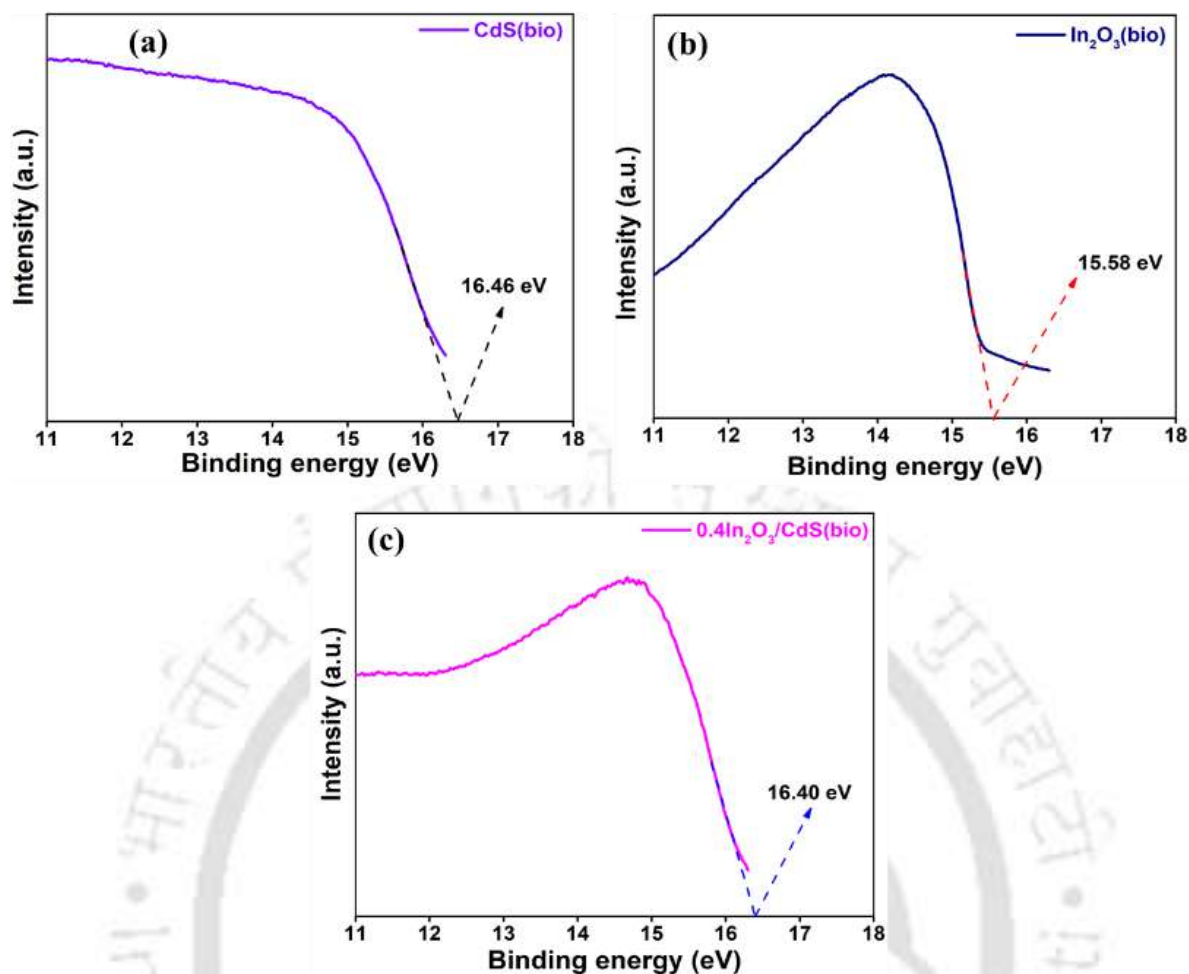 (a)
CdS(bio)
Intensity (a.u.)
16.46 eV
11 12 13 14 15 16 17 18
Binding energy (eV)
(b)
In₂O₃(bio)
Intensity (a.u.)
15.58 eV
11 12 13 14 15 16 17 18
Binding energy (eV)
(c)
0.4In₂O₃/CdS(bio)
Intensity (a.u.)
16.40 eV
11 12 13 14 15 16 17 18
Binding energy (eV)